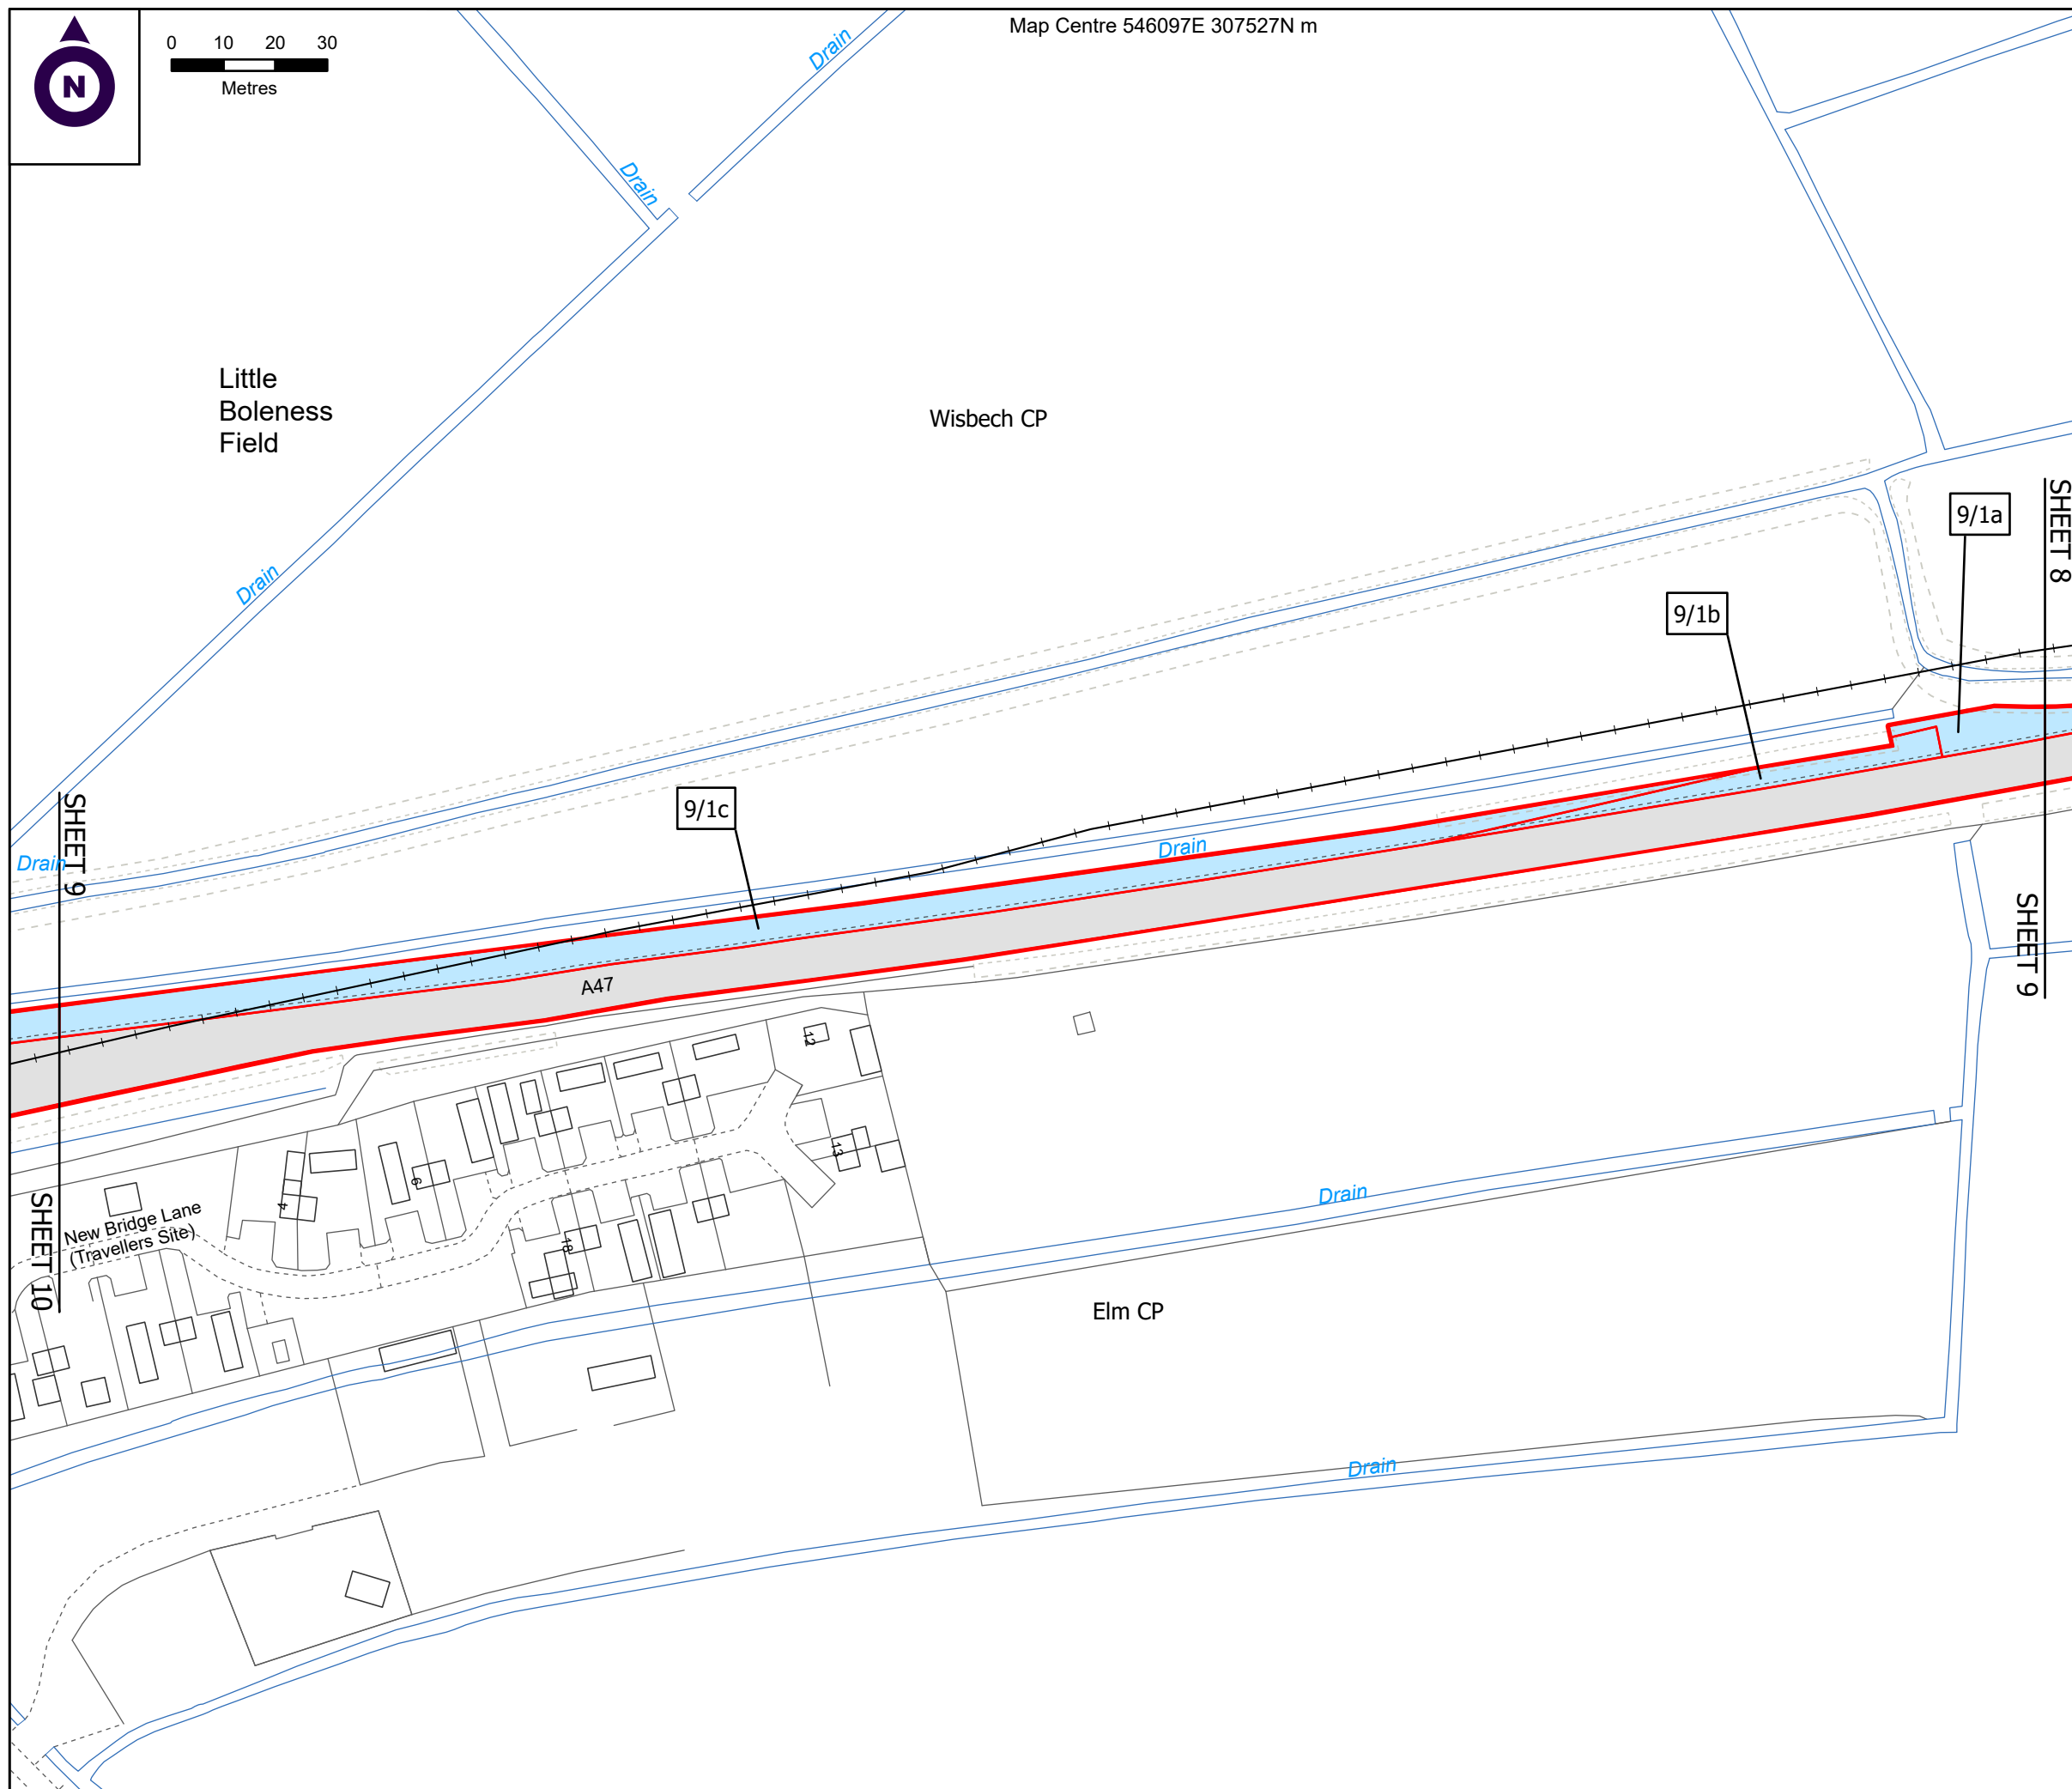 Map Centre 546097E 307527N m
N
0 10 20 30
Metres
Drain
Drain
Little
Boleness
Field
Wisbech CP
SHEET 8
9/1a
Drain
9/1b
9/1c
SHEET 9
Drain
Drain
SHEET 9
A47
12
13
6
4
SHEET 10
New Bridge Lane
(Travellers Site)
18
Drain
Elm CP
Drain